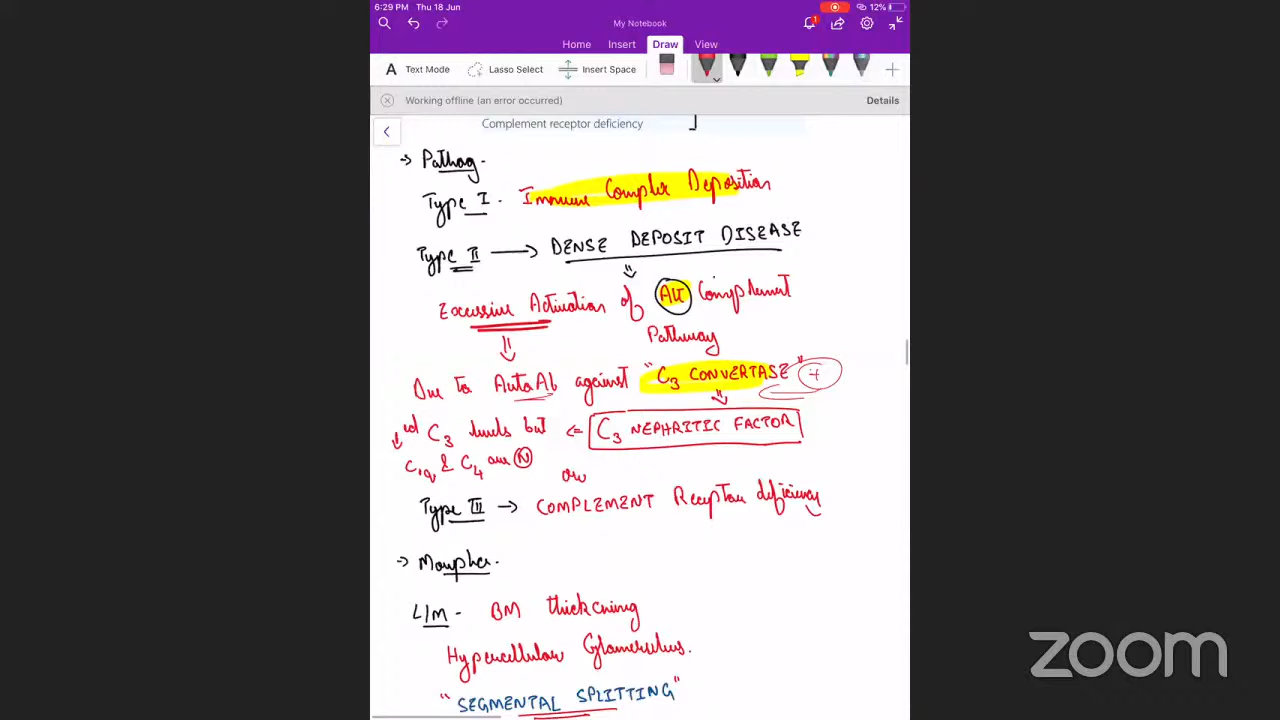 6:29 PM Thu 18 Jun
12%
My Notebook
1
Home Insert Draw View
A Text Mode Lasso Select Insert Space
Working offline (an error occurred) Details
Complement receptor deficiency
→ Pathog.
Type I. Immune Complex Deposition
Type II → DENSE DEPOSIT DISEASE
⇓
Excessive Activation of Alt Complement
Pathway
⇓
Due to AutoAb against "C3 CONVERTASE" +
⇓
↓ed C3 levels but ⇐ C3 NEPHRITIC FACTOR
C1q & C4 are N
Type III → COMPLEMENT Receptor deficiency
→ Morpho.
L/M - BM thickening
Hypercellular Glomerulus.
"SEGMENTAL SPLITTING"
zoom